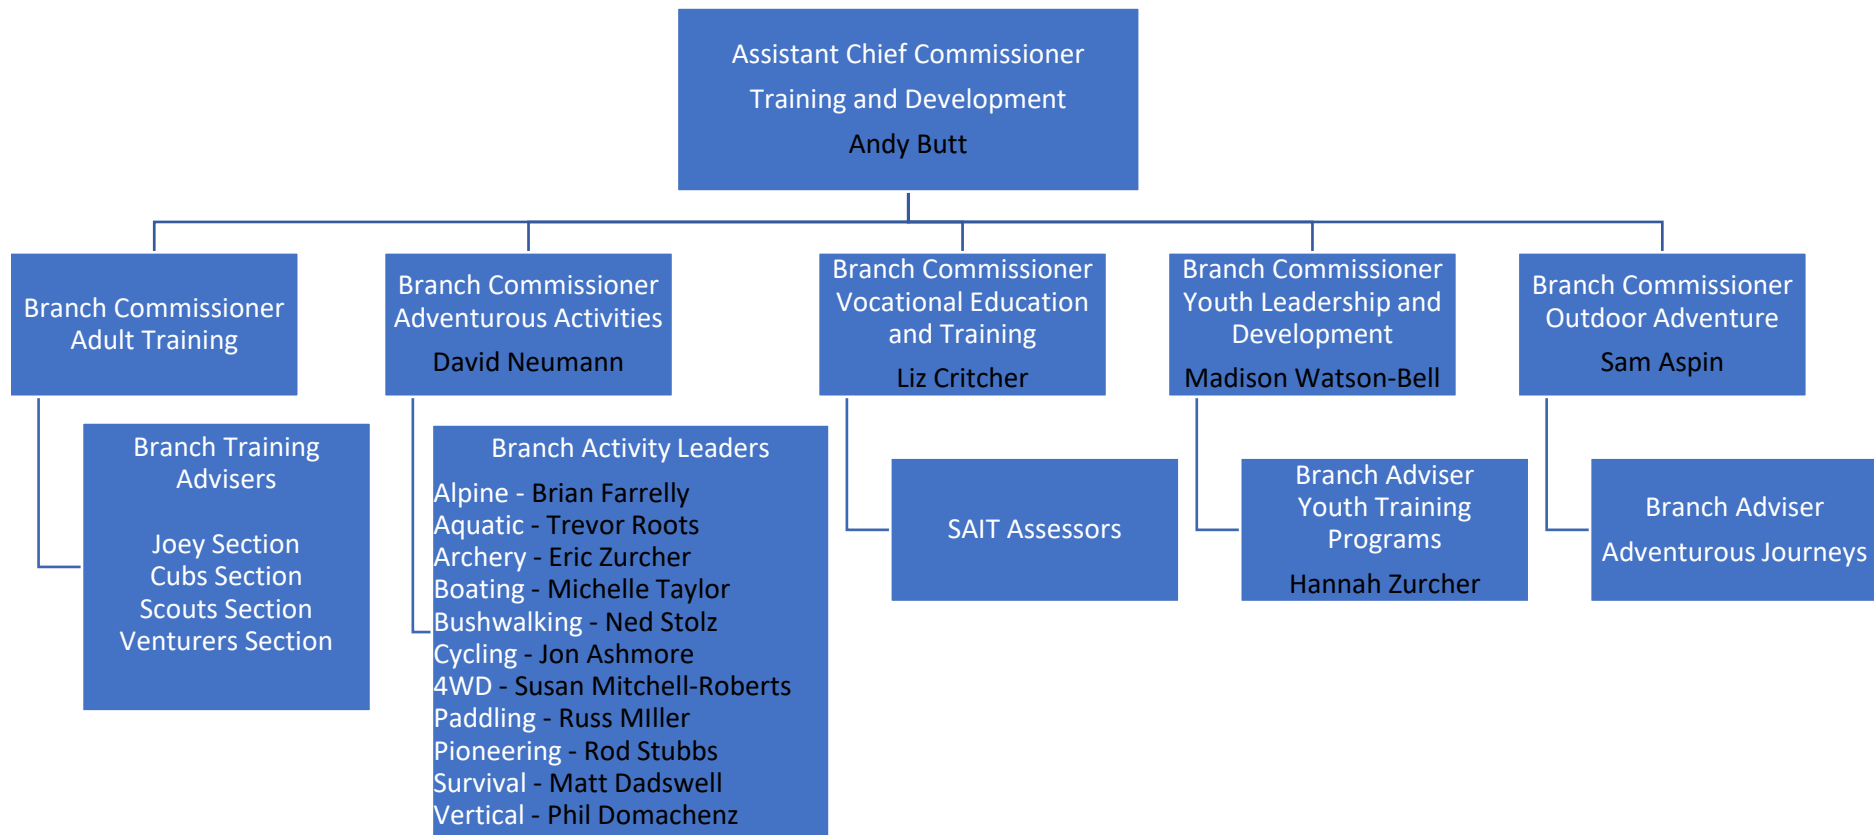 Assistant Chief Commissioner
Training and Development
Andy Butt
Branch Commissioner
Adult Training
Branch Commissioner
Adventurous Activities
David Neumann
Branch Commissioner
Vocational Education
and Training
Liz Critcher
Branch Commissioner
Youth Leadership and
Development
Madison Watson-Bell
Branch Commissioner
Outdoor Adventure
Sam Aspin
Branch Training
Advisers
Joey Section
Cubs Section
Scouts Section
Venturers Section
Branch Activity Leaders
Alpine - Brian Farrelly
Aquatic - Trevor Roots
Archery - Eric Zurcher
Boating - Michelle Taylor
Bushwalking - Ned Stolz
Cycling - Jon Ashmore
4WD - Susan Mitchell-Roberts
Paddling - Russ MIller
Pioneering - Rod Stubbs
Survival - Matt Dadswell
Vertical - Phil Domachenz
SAIT Assessors
Branch Adviser
Youth Training
Programs
Hannah Zurcher
Branch Adviser
Adventurous Journeys